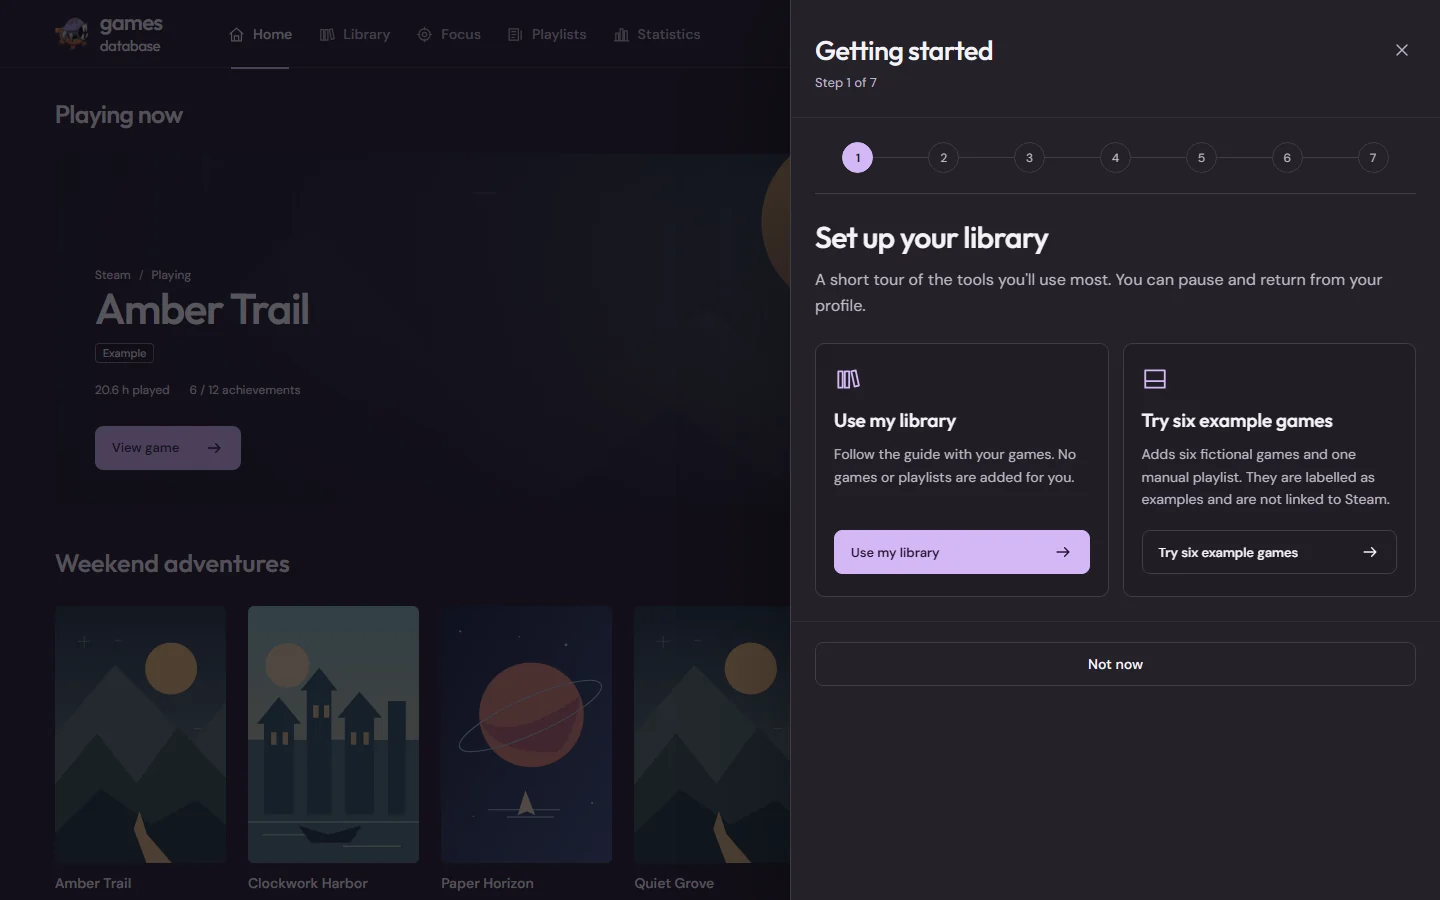 games
database
Home
Library
Focus
Playlists
Statistics
Playing now
Steam / Playing
Amber Trail
Example
20.6 h played
6 / 12 achievements
View game
Weekend adventures
Amber Trail
Clockwork Harbor
Paper Horizon
Quiet Grove
Getting started
Step 1 of 7
1 2 3 4 5 6 7
Set up your library
A short tour of the tools you'll use most. You can pause and return from your
profile.
Use my library
Follow the guide with your games. No
games or playlists are added for you.
Use my library
Try six example games
Adds six fictional games and one
manual playlist. They are labelled as
examples and are not linked to Steam.
Try six example games
Not now